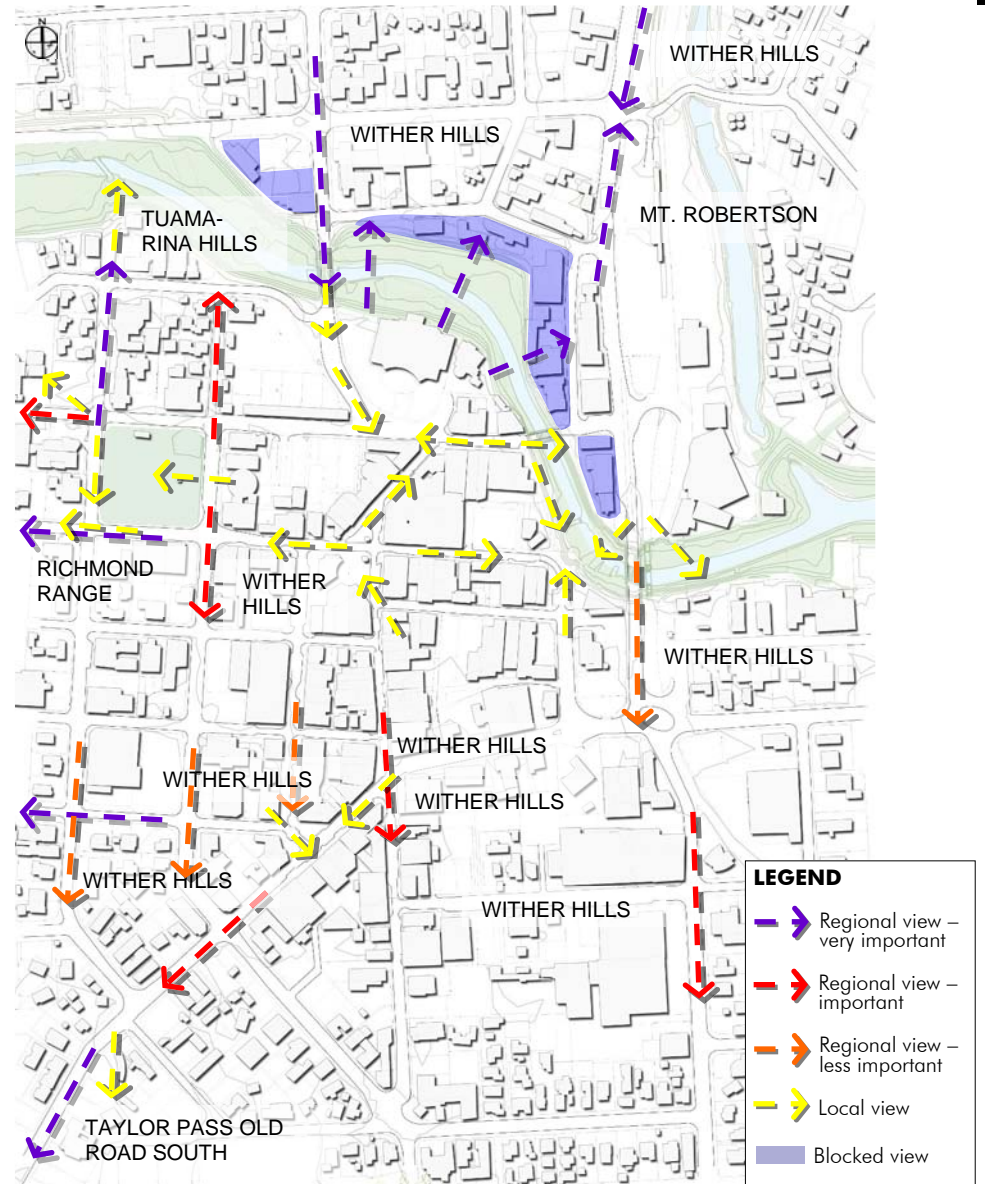 N
WITHER HILLS
WITHER HILLS
MT. ROBERTSON
TUAMA-
RINA HILLS
RICHMOND
RANGE
WITHER
HILLS
WITHER HILLS
WITHER HILLS
WITHER HILLS
WITHER HILLS
WITHER HILLS
WITHER HILLS
TAYLOR PASS OLD
ROAD SOUTH
LEGEND
Regional view –
very important
Regional view –
important
Regional view –
less important
Local view
Blocked view